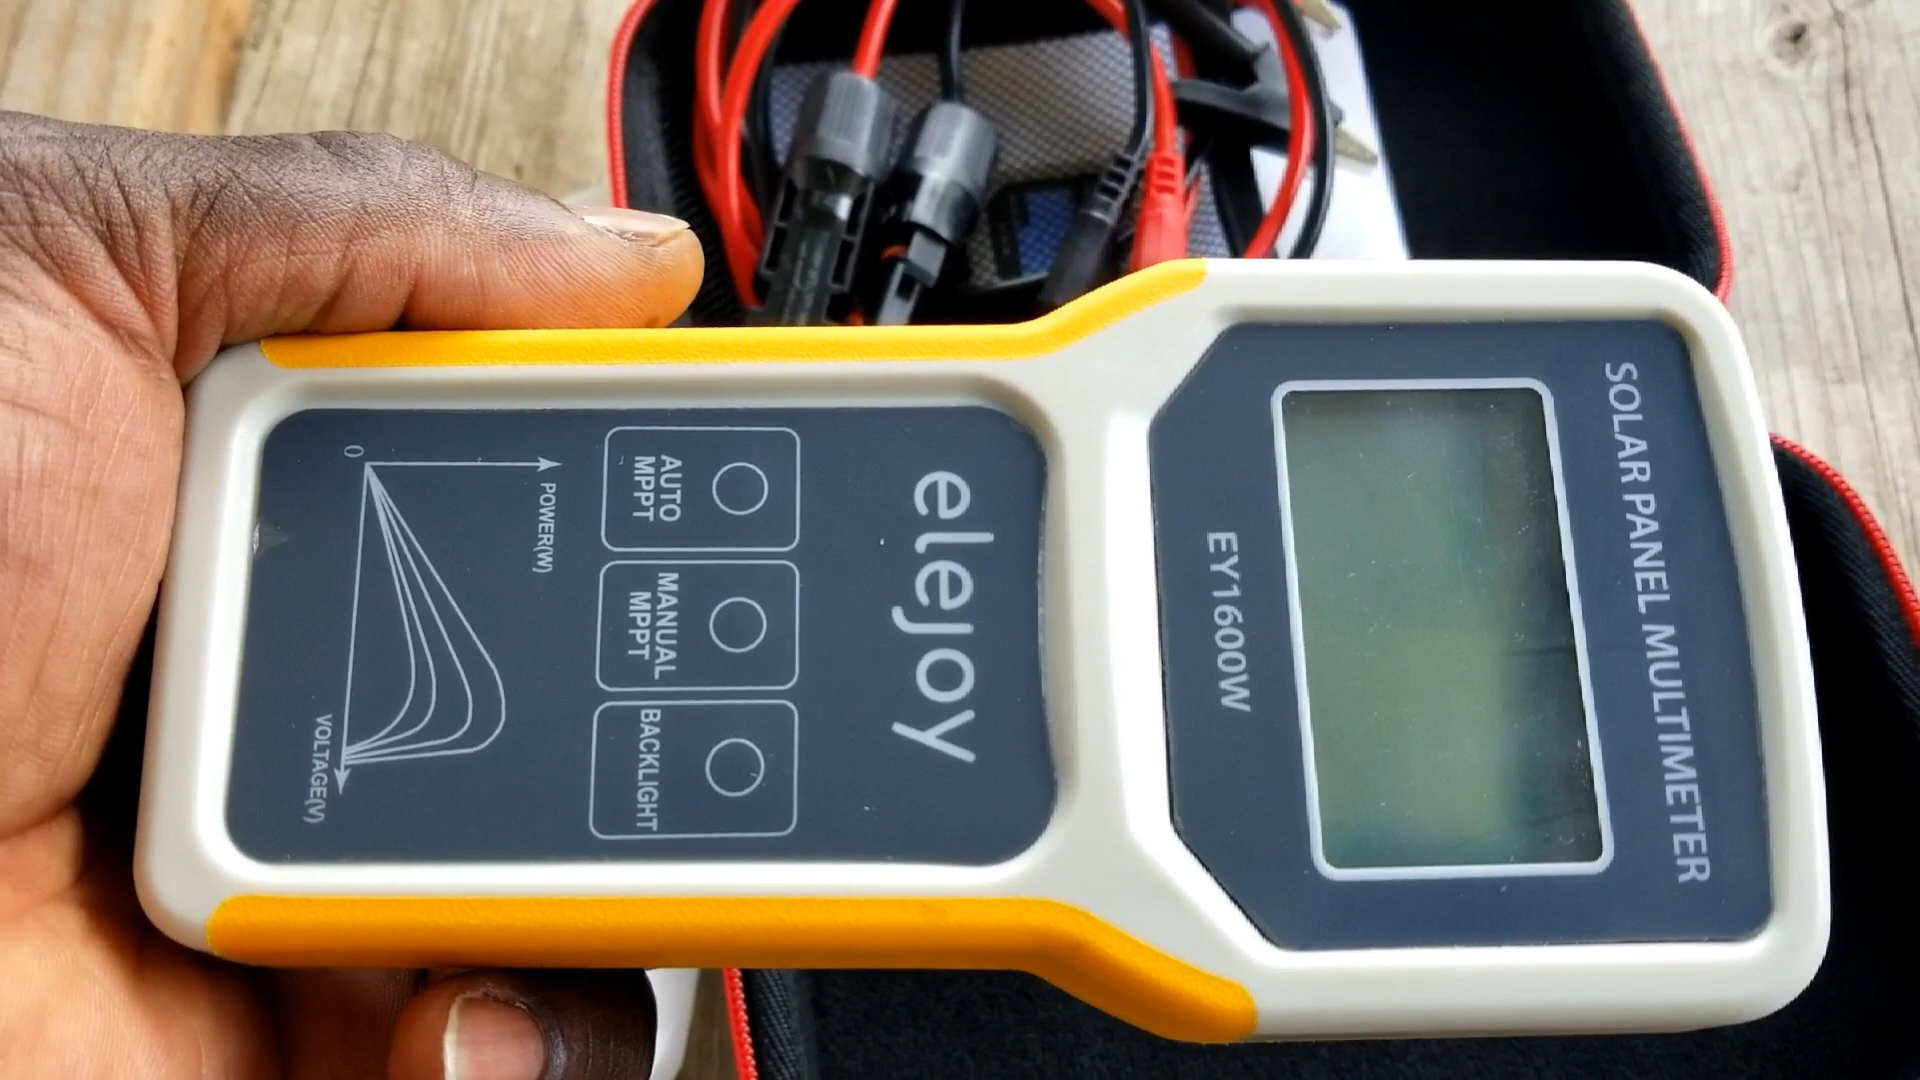 SOLAR PANEL MULTIMETER
EY1600W
elejoy
AUTO
MPPT
MANUAL
MPPT
BACKLIGHT
POWER(W)
0
VOLTAGE(V)